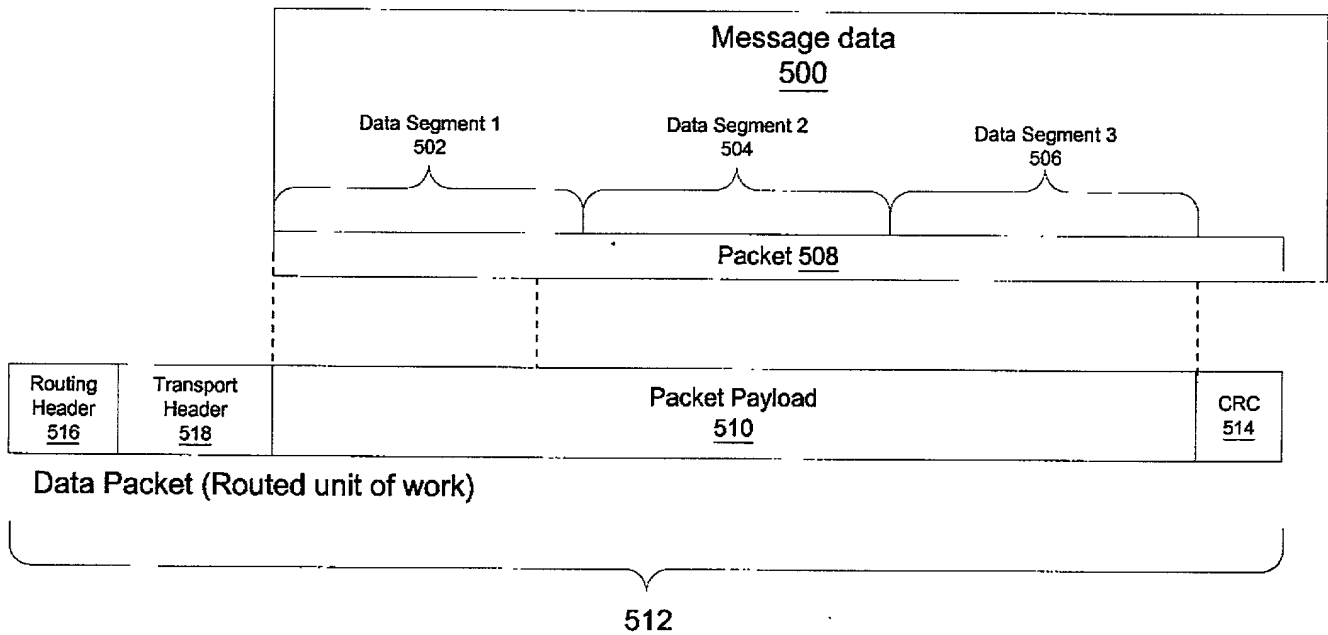 Message data
500
Data Segment 1
502
Data Segment 2
504
Data Segment 3
506
Packet 508
Routing
Header
516
Transport
Header
518
Packet Payload
510
CRC
514
Data Packet (Routed unit of work)
512